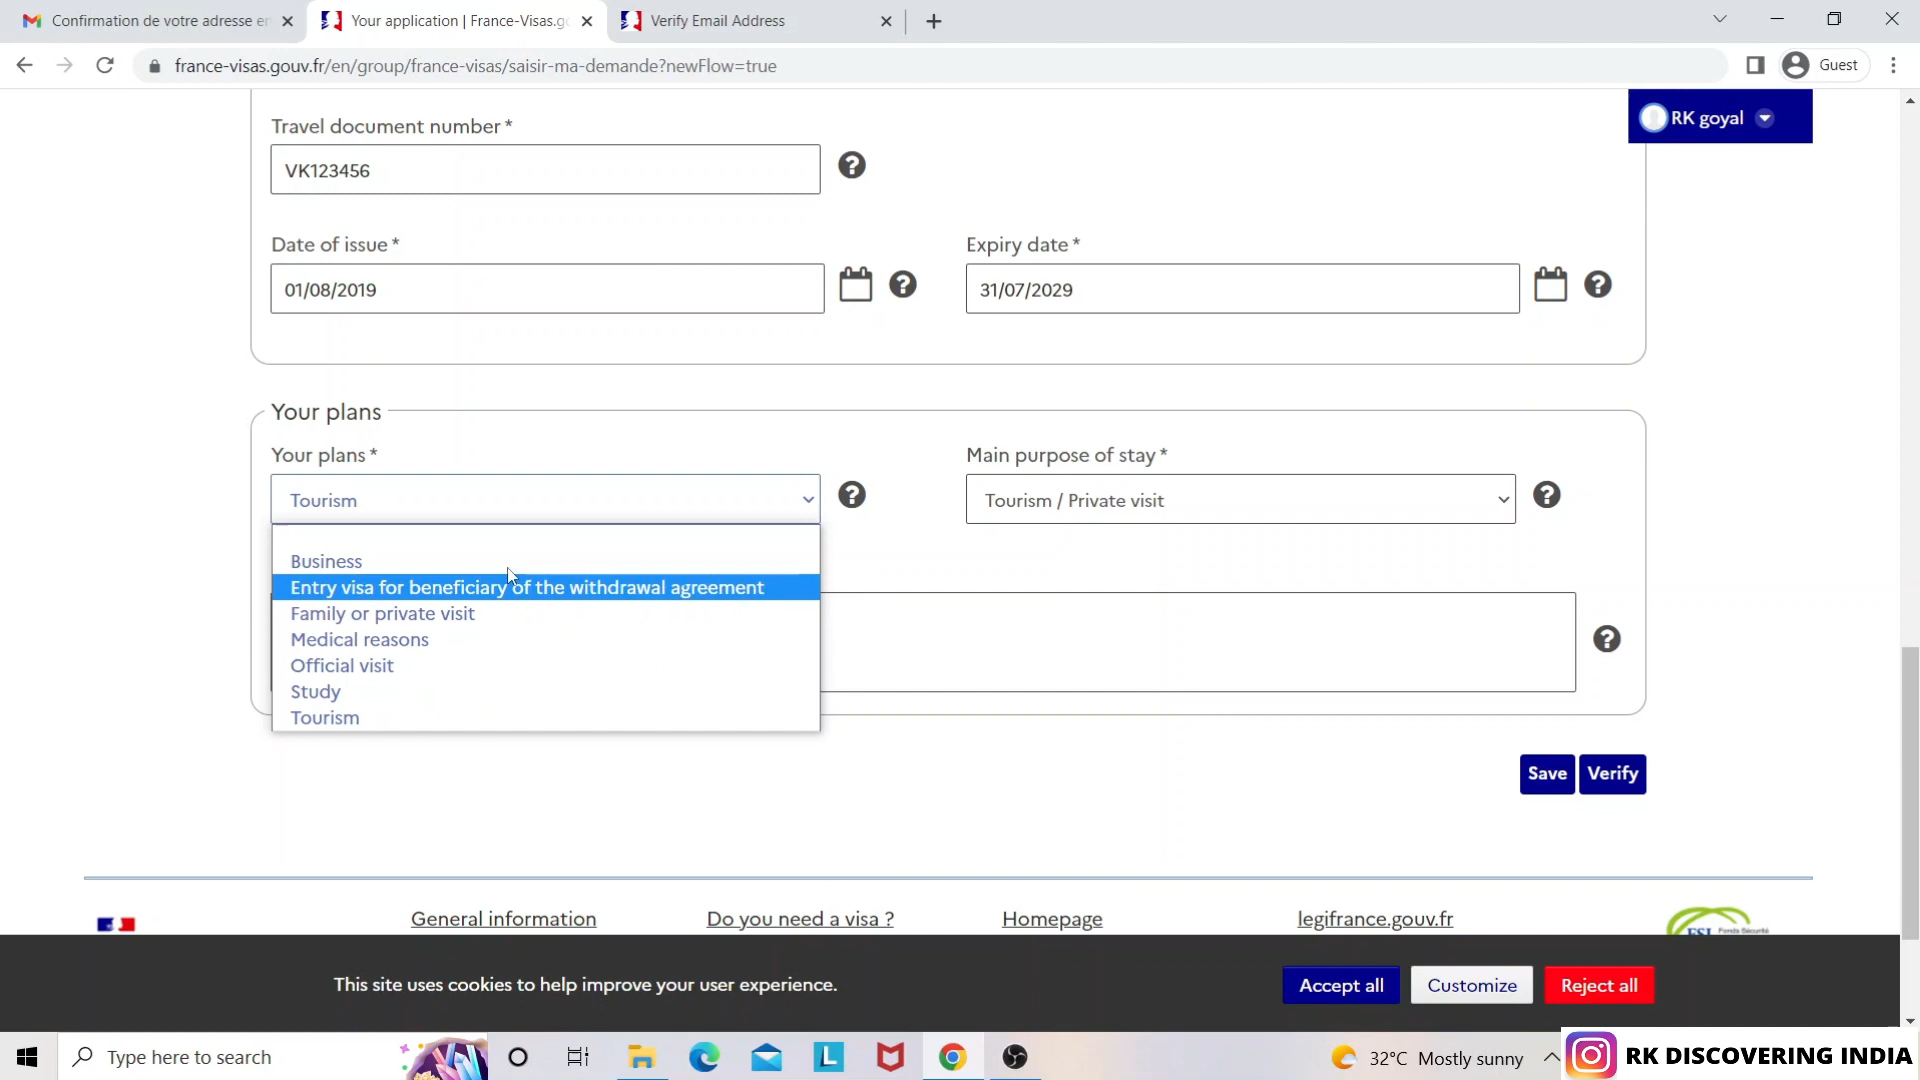 Confirmation de votre adresse e
Your application | France-Visas.g
Verify Email Address
france-visas.gouv.fr/en/group/france-visas/saisir-ma-demande?newFlow=true
Guest
RK goyal
Travel document number *
VK123456
Date of issue *
Expiry date *
01/08/2019
31/07/2029
Your plans
Your plans *
Main purpose of stay *
Tourism
Tourism / Private visit
Business
Entry visa for beneficiary of the withdrawal agreement
Family or private visit
Medical reasons
Official visit
Study
Tourism
Save
Verify
General information
Do you need a visa ?
Homepage
legifrance.gouv.fr
Fonds Sécurité
This site uses cookies to help improve your user experience.
Accept all
Customize
Reject all
Type here to search
L
32°C Mostly sunny
RK DISCOVERING INDIA